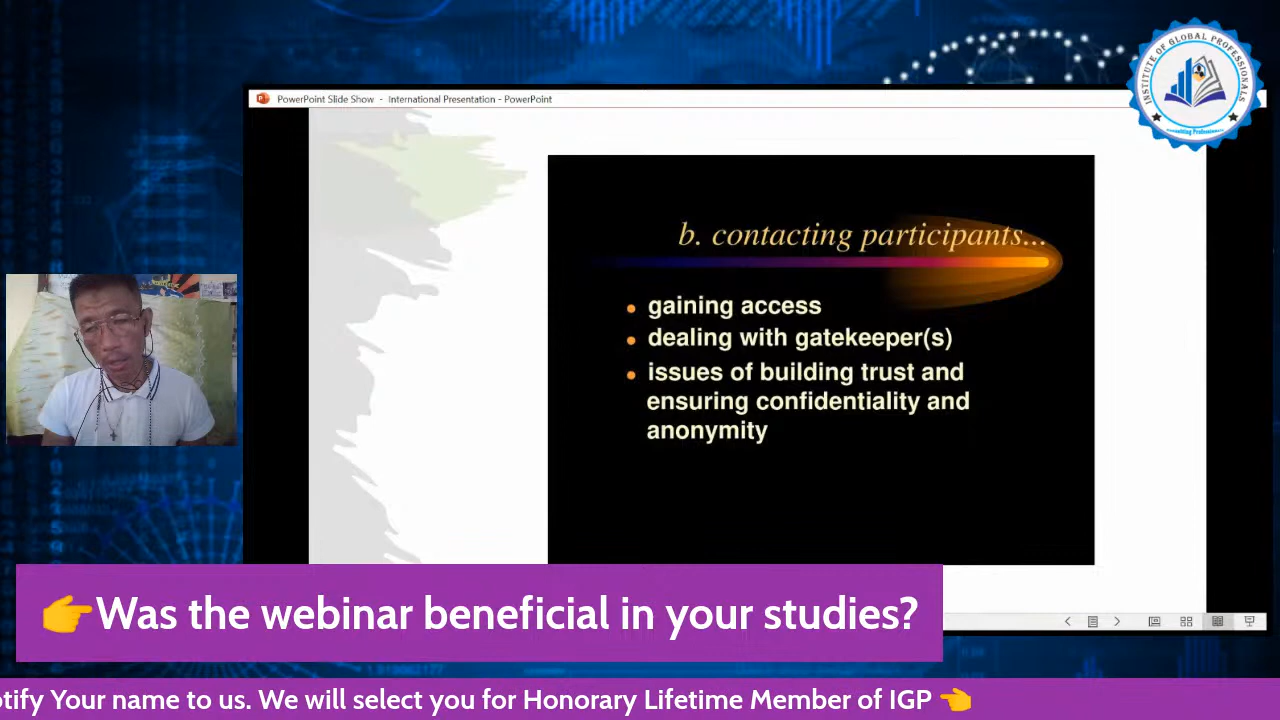 PowerPoint Slide Show - International Presentation - PowerPoint
INSTITUTE OF GLOBAL PROFESSIONALS
b. contacting participants...
• gaining access
• dealing with gatekeeper(s)
• issues of building trust and
ensuring confidentiality and
anonymity
👉Was the webinar beneficial in your studies?
Your name to us. We will select you for Honorary Lifetime Member of IGP 👈